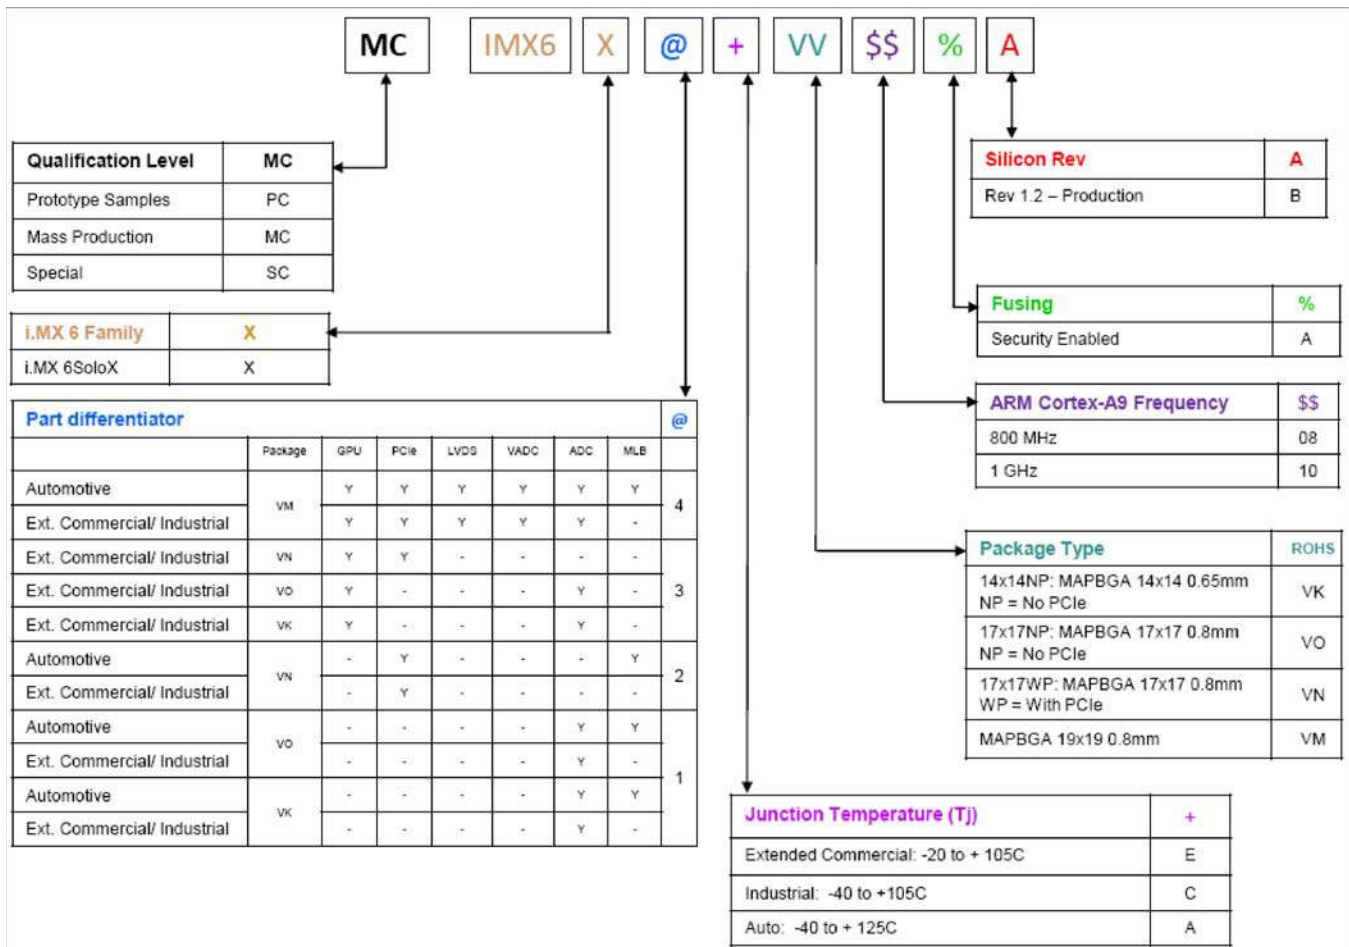 MC IMX6 X @ + VV $$ % A
Qualification Level MC
Prototype Samples PC
Mass Production MC
Special SC
i.MX 6 Family X
i.MX 6SoloX X
Part differentiator @
Package GPU PCIe LVDS VADC ADC MLB
Automotive VM Y Y Y Y Y Y 4
Ext. Commercial/ Industrial Y Y Y Y Y -
Ext. Commercial/ Industrial VN Y Y - - - - 3
Ext. Commercial/ Industrial VO Y - - - Y -
Ext. Commercial/ Industrial VK Y - - - Y -
Automotive VN - Y - - - Y 2
Ext. Commercial/ Industrial - Y - - - -
Automotive VO - - - - Y Y 1
Ext. Commercial/ Industrial - - - - Y -
Automotive VK - - - - Y Y
Ext. Commercial/ Industrial - - - - Y -
Silicon Rev A
Rev 1.2 – Production B
Fusing %
Security Enabled A
ARM Cortex-A9 Frequency $$
800 MHz 08
1 GHz 10
Package Type ROHS
14x14NP: MAPBGA 14x14 0.65mm VK
NP = No PCIe
17x17NP: MAPBGA 17x17 0.8mm VO
NP = No PCIe
17x17WP: MAPBGA 17x17 0.8mm VN
WP = With PCIe
MAPBGA 19x19 0.8mm VM
Junction Temperature (Tj) +
Extended Commercial: -20 to + 105C E
Industrial: -40 to +105C C
Auto: -40 to + 125C A